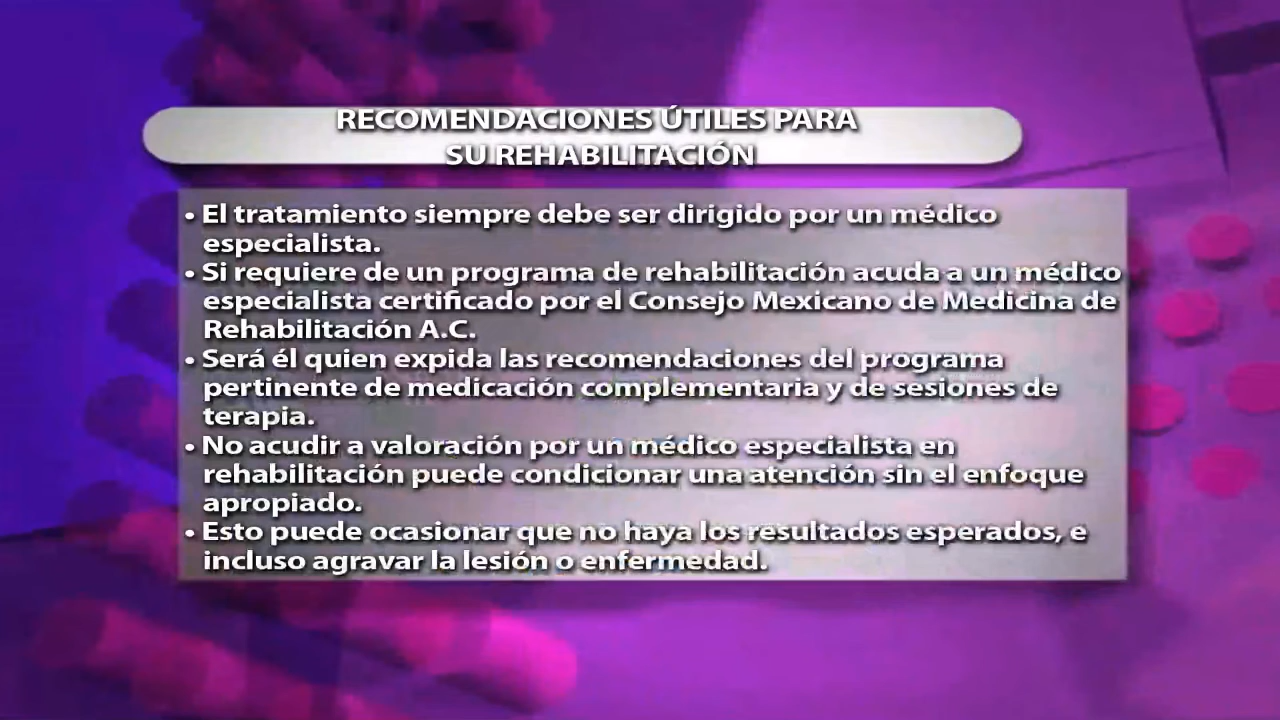 RECOMENDACIONES ÚTILES PARA
SU REHABILITACIÓN
• El tratamiento siempre debe ser dirigido por un médico
especialista.
• Si requiere de un programa de rehabilitación acuda a un médico
especialista certificado por el Consejo Mexicano de Medicina de
Rehabilitación A.C.
• Será él quien expida las recomendaciones del programa
pertinente de medicación complementaria y de sesiones de
terapia.
• No acudir a valoración por un médico especialista en
rehabilitación puede condicionar una atención sin el enfoque
apropiado.
• Esto puede ocasionar que no haya los resultados esperados, e
incluso agravar la lesión o enfermedad.